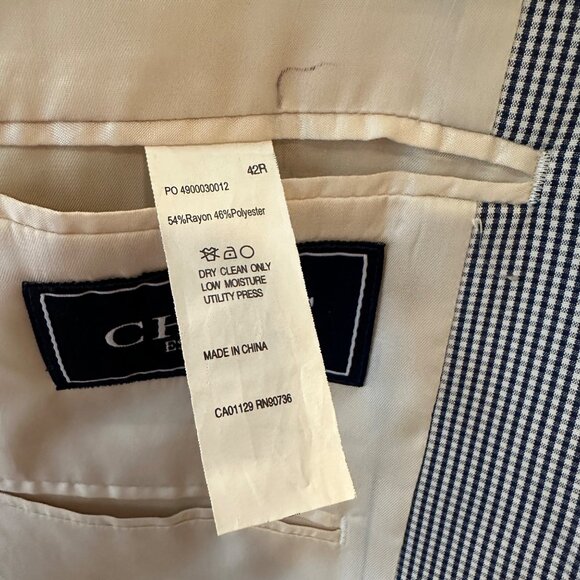 42R
PO 4900030012
54%Rayon 46%Polyester
DRY CLEAN ONLY
LOW MOISTURE
UTILITY PRESS
MADE IN CHINA
CA01129 RN90736